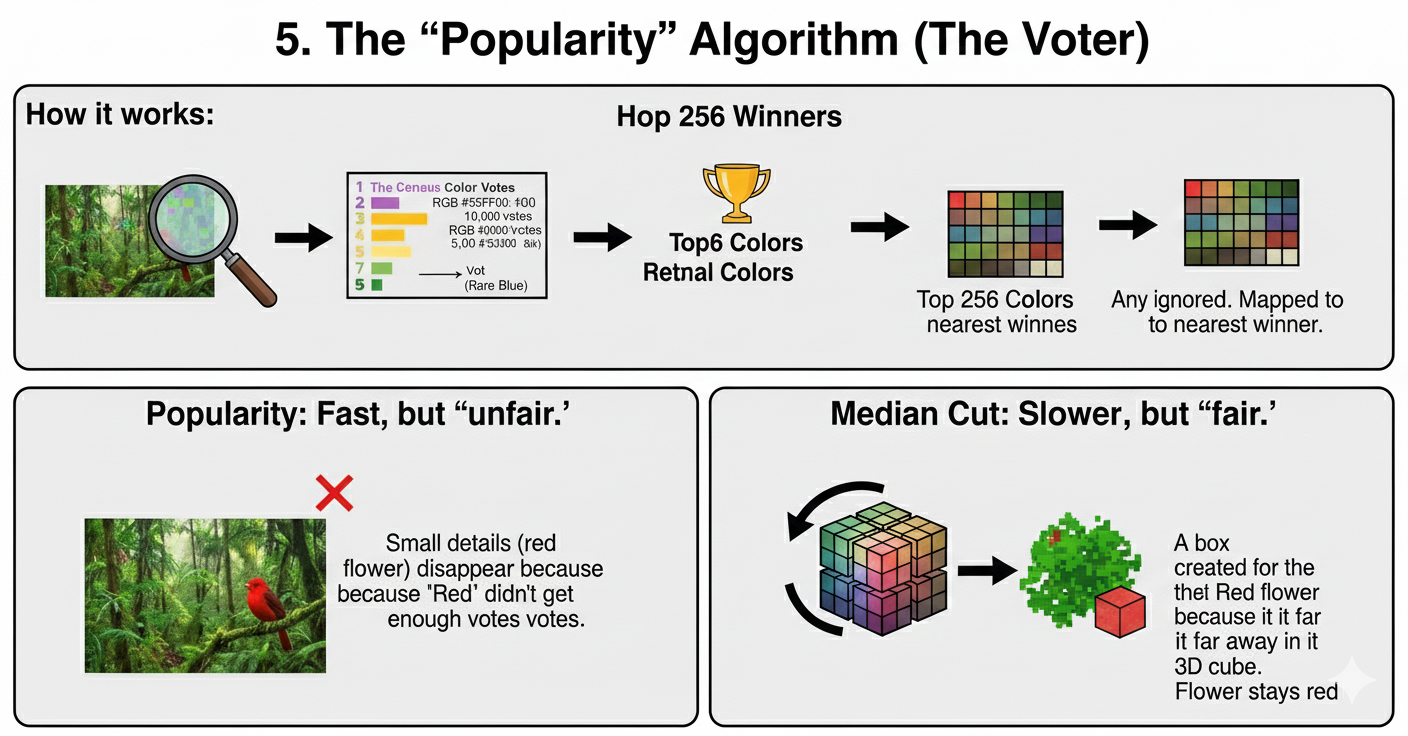 5. The “Popularity” Algorithm (The Voter)
How it works:
Hop 256 Winners
1 The Ceneus Color Votes
2 RGB #55FF00: 
3 10,000 vstes
4 RGB #0000
5 5,00
7 Vot
5 (Rare Blue)
Top6 Colors
Retnal Colors
Top 256 Colors
nearest winnes
Any ignored. Mapped to
to nearest winner.
Popularity: Fast, but “unfair.’
Small details (red
flower) disappear because
because "Red’ didn't get
enough votes votes.
Median Cut: Slower, but “fair.’
A box
created for the
thet Red flower
because it it far
it far away in it
3D cube.
Flower stays red